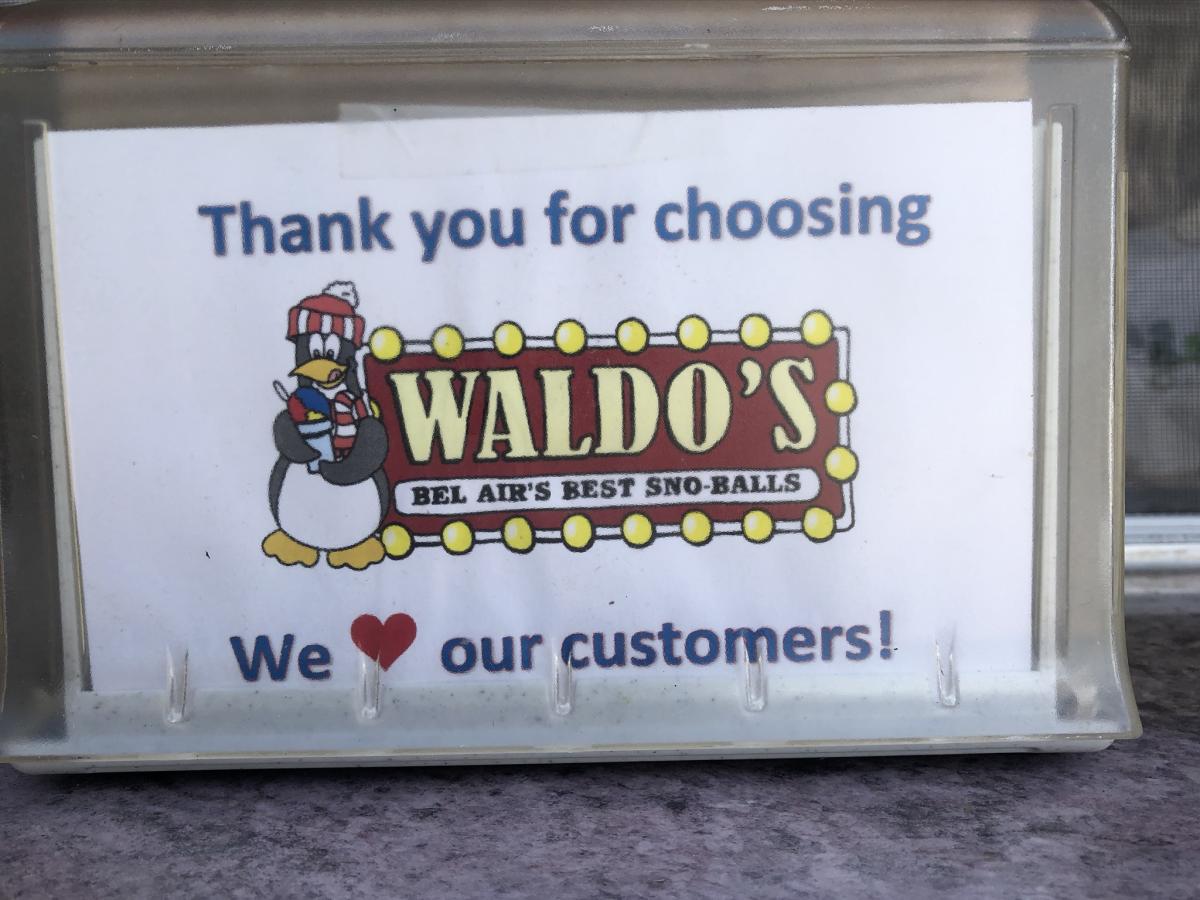 Thank you for choosing
WALDO'S
BEL AIR'S BEST SNO-BALLS
We ❤ our customers!